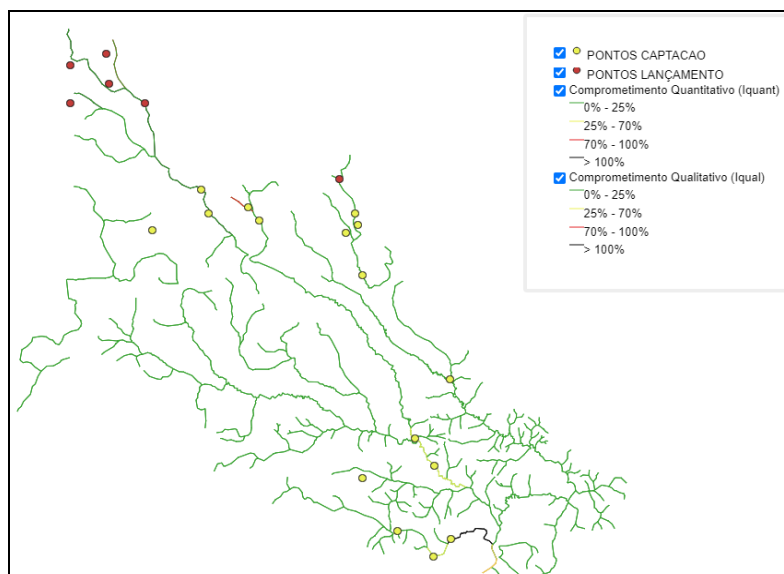 PONTOS CAPTACAO
PONTOS LANÇAMENTO
Comprometimento Quantitativo (Iquant)
0% - 25%
25% - 70%
70% - 100%
> 100%
Comprometimento Qualitativo (Iqual)
0% - 25%
25% - 70%
70% - 100%
> 100%